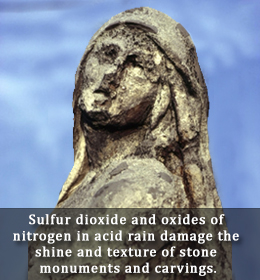 Sulfur dioxide and oxides of
nitrogen in acid rain damage the
shine and texture of stone
monuments and carvings.